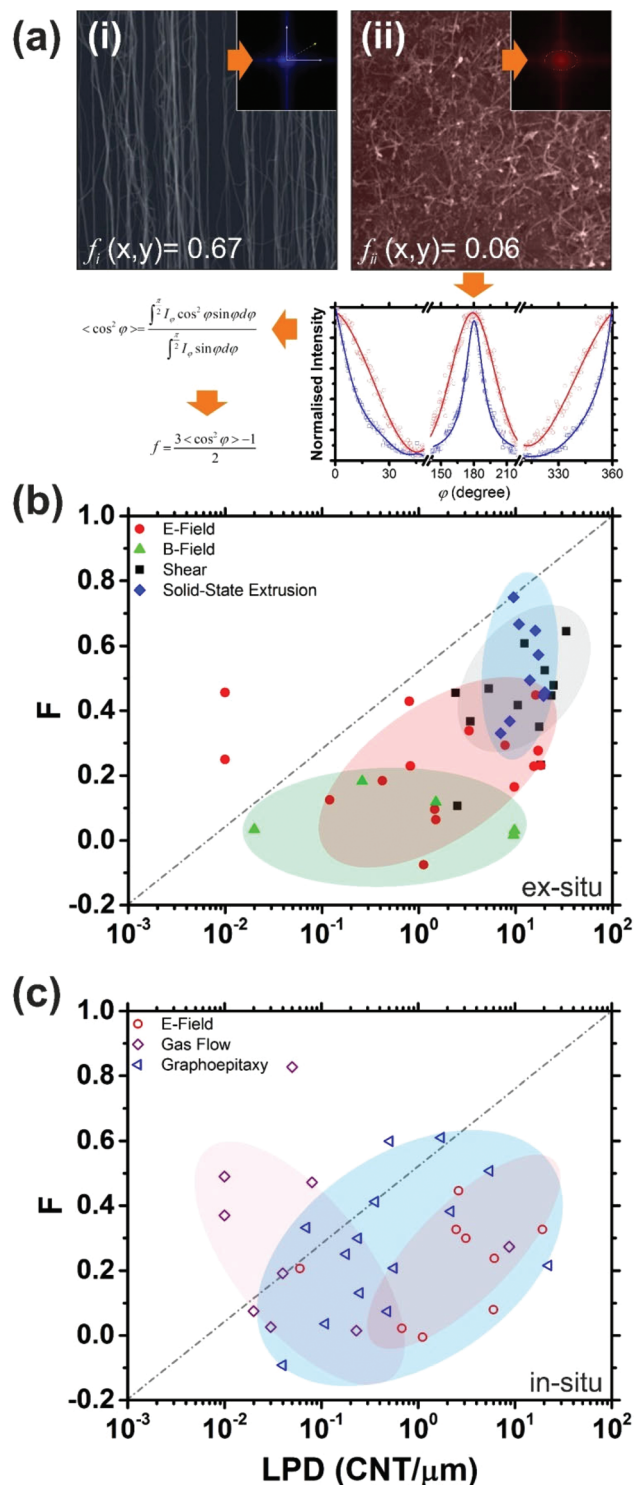 (a)
(i)
(ii)
f_i (x,y)= 0.67
f_ii (x,y)= 0.06
< cos² φ >= ∫^(π/2) I_φ cos² φ sin φ dφ / ∫^(π/2) I_φ sin φ dφ
f = 3 < cos² φ > −1 / 2
Normalised Intensity
0 150 180 210 330 360
φ (degree)
(b)
E-Field
B-Field
Shear
Solid-State Extrusion
1.0
0.8
0.6
0.4
0.2
0.0
-0.2
F
ex-situ
10⁻³ 10⁻² 10⁻¹ 10⁰ 10¹ 10²
(c)
E-Field
Gas Flow
Graphoepitaxy
1.0
0.8
0.6
0.4
0.2
0.0
-0.2
F
in-situ
10⁻³ 10⁻² 10⁻¹ 10⁰ 10¹ 10²
LPD (CNT/μm)